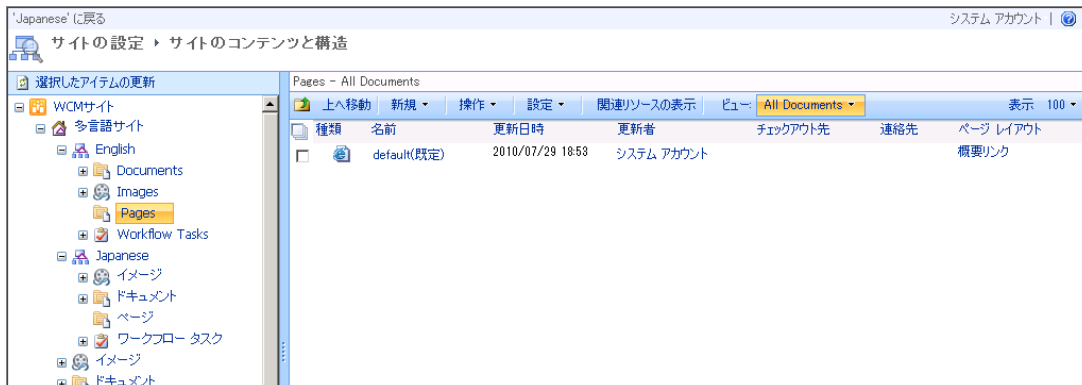 'Japanese' に戻る
システム アカウント |
サイトの設定 サイトのコンテンツと構造
選択したアイテムの更新
Pages - All Documents
上へ移動 新規 操作 設定 関連リソースの表示 ビュー: All Documents 表示 100
種類 名前 更新日時 更新者 チェックアウト先 連絡先 ページ レイアウト
default(既定) 2010/07/29 18:53 システム アカウント 概要リンク
WCMサイト
多言語サイト
English
Documents
Images
Pages
Workflow Tasks
Japanese
イメージ
ドキュメント
ページ
ワークフロー タスク
イメージ
ドキュメント